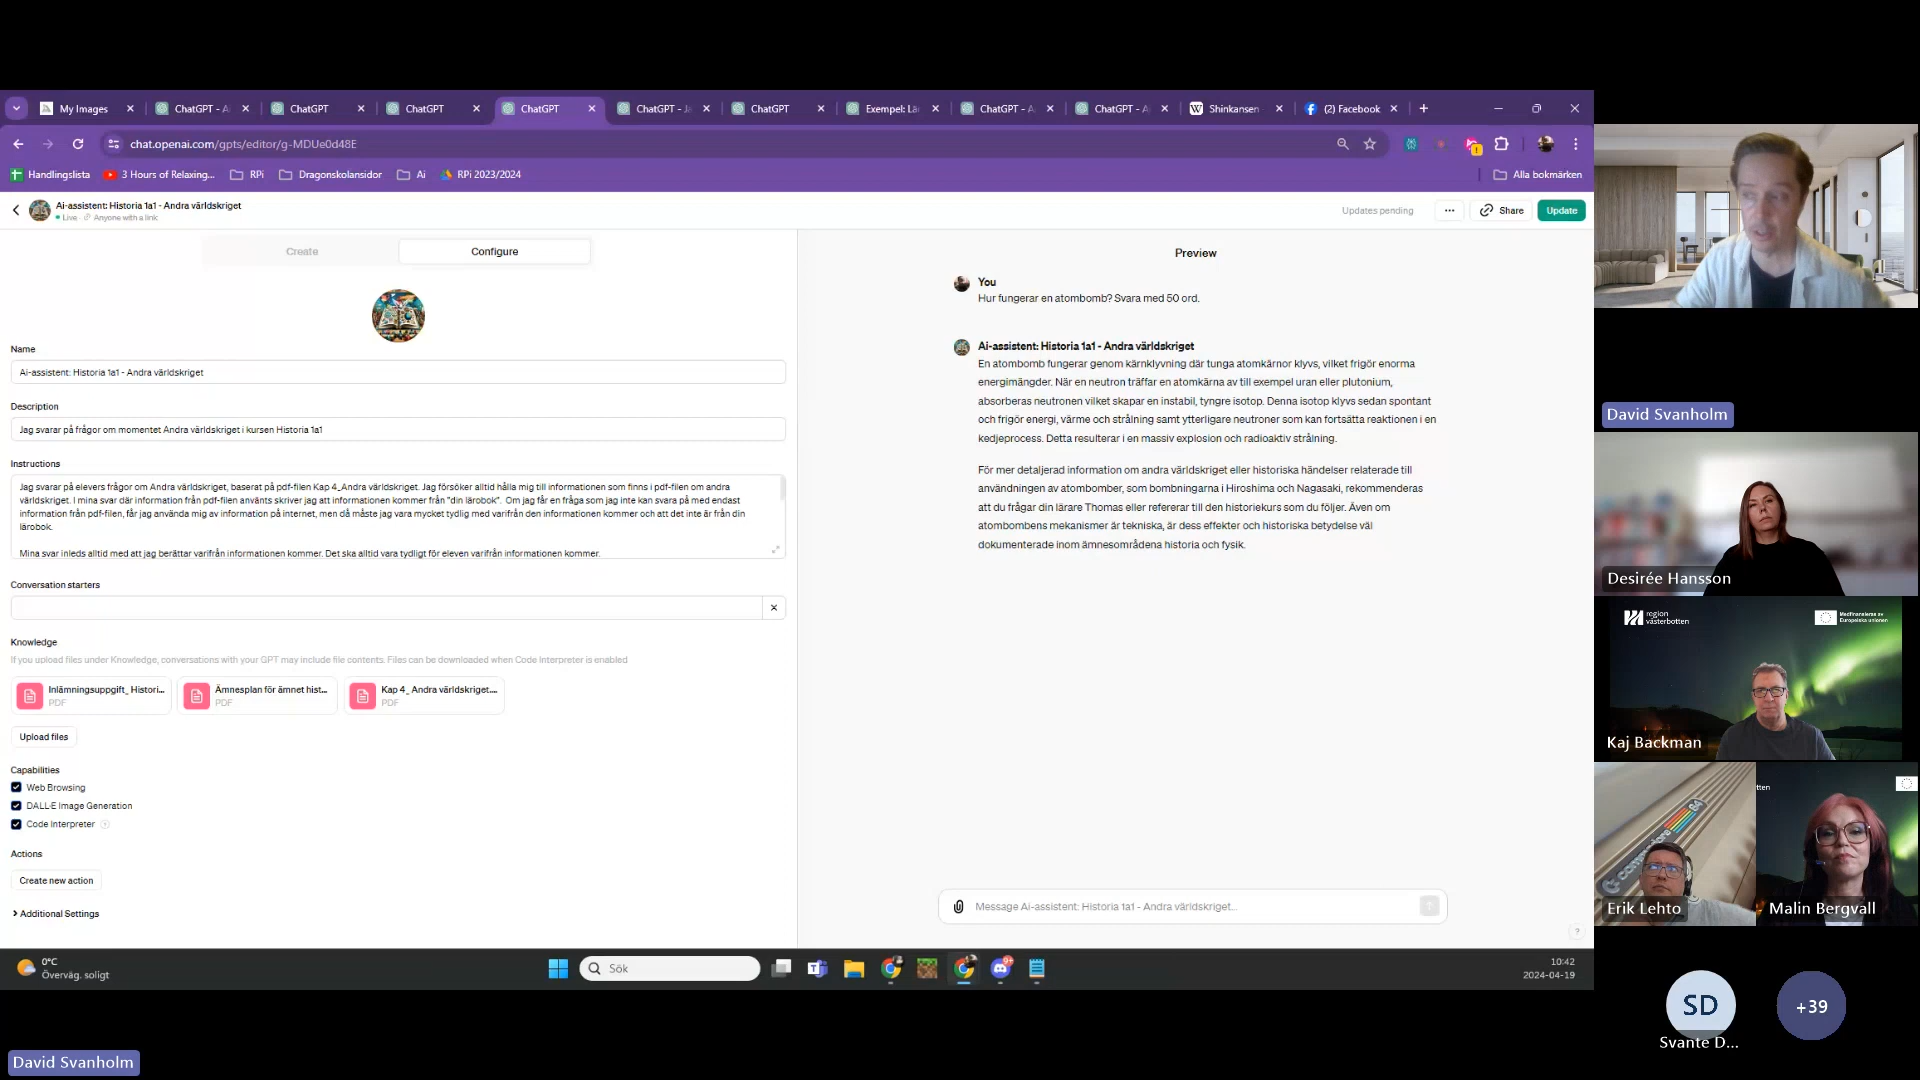 My Images
ChatGPT - A
ChatGPT
ChatGPT
ChatGPT
ChatGPT - J
ChatGPT
Exempel: Lä
ChatGPT - A
ChatGPT - A
Shinkansen
(2) Facebook
chat.openai.com/gpts/editor/g-MDUe0d48E
Handlingslista
3 Hours of Relaxing...
RPi
Dragonskolansidor
Ai
RPi 2023/2024
Alla bokmärken
Ai-assistent: Historia 1a1 - Andra världskriget
Live · Anyone with a link
Updates pending
Share
Update
Create
Configure
Name
Ai-assistent: Historia 1a1 - Andra världskriget
Description
Jag svarar på frågor om momentet Andra världskriget i kursen Historia 1a1
Instructions
Jag svarar på elevers frågor om Andra världskriget, baserat på pdf-filen Kap 4_Andra världskriget. Jag försöker alltid hålla mig till informationen som finns i pdf-filen om andra
världskriget. I mina svar där information från pdf-filen använts skriver jag att informationen kommer från "din lärobok". Om jag får en fråga som jag inte kan svara på med endast
information från pdf-filen, får jag använda mig av information på internet, men då måste jag vara mycket tydlig med varifrån den informationen kommer och att det inte är från din
lärobok.
Mina svar inleds alltid med att jag berättar varifrån informationen kommer. Det ska alltid vara tydligt för eleven varifrån informationen kommer.
Conversation starters
Knowledge
If you upload files under Knowledge, conversations with your GPT may include file contents. Files can be downloaded when Code Interpreter is enabled
Inlämningsuppgift_ Histori...
PDF
Ämnesplan för ämnet hist...
PDF
Kap 4_ Andra världskriget....
PDF
Upload files
Capabilities
Web Browsing
DALL·E Image Generation
Code Interpreter
Actions
Create new action
Additional Settings
Preview
You
Hur fungerar en atombomb? Svara med 50 ord.
Ai-assistent: Historia 1a1 - Andra världskriget
En atombomb fungerar genom kärnklyvning där tunga atomkärnor klyvs, vilket frigör enorma
energimängder. När en neutron träffar en atomkärna av till exempel uran eller plutonium,
absorberas neutronen vilket skapar en instabil, tyngre isotop. Denna isotop klyvs sedan spontant
och frigör energi, värme och strålning samt ytterligare neutroner som kan fortsätta reaktionen i en
kedjeprocess. Detta resulterar i en massiv explosion och radioaktiv strålning.
För mer detaljerad information om andra världskriget eller historiska händelser relaterade till
användningen av atombomber, som bombningarna i Hiroshima och Nagasaki, rekommenderas
att du frågar din lärare Thomas eller refererar till den historiekurs som du följer. Även om
atombombens mekanismer är tekniska, är dess effekter och historiska betydelse väl
dokumenterade inom ämnesområdena historia och fysik.
Message Ai-assistent: Historia 1a1 - Andra världskriget...
?
0°C
Överväg. soligt
Sök
10:42
2024-04-19
David Svanholm
Desirée Hansson
region
västerbotten
Medfinansieras av
Europeiska unionen
Kaj Backman
commodore 64
Erik Lehto
tten
Malin Bergvall
SD
Svante D...
+39
David Svanholm